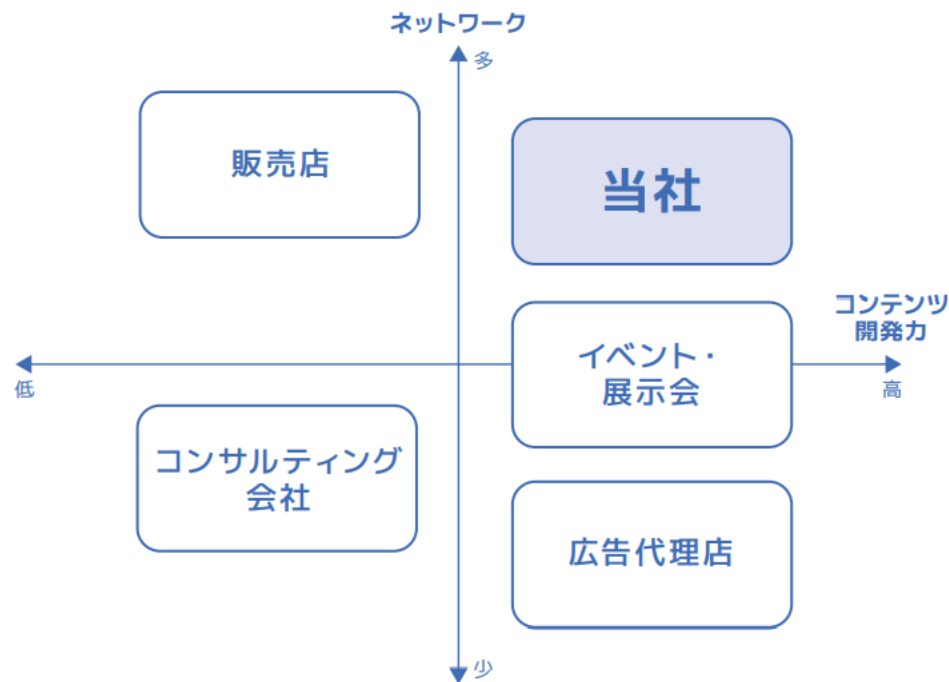 ネットワーク
多
販売店
当社
コンテンツ
開発力
イベント・
展示会
低
高
コンサルティング
会社
広告代理店
少